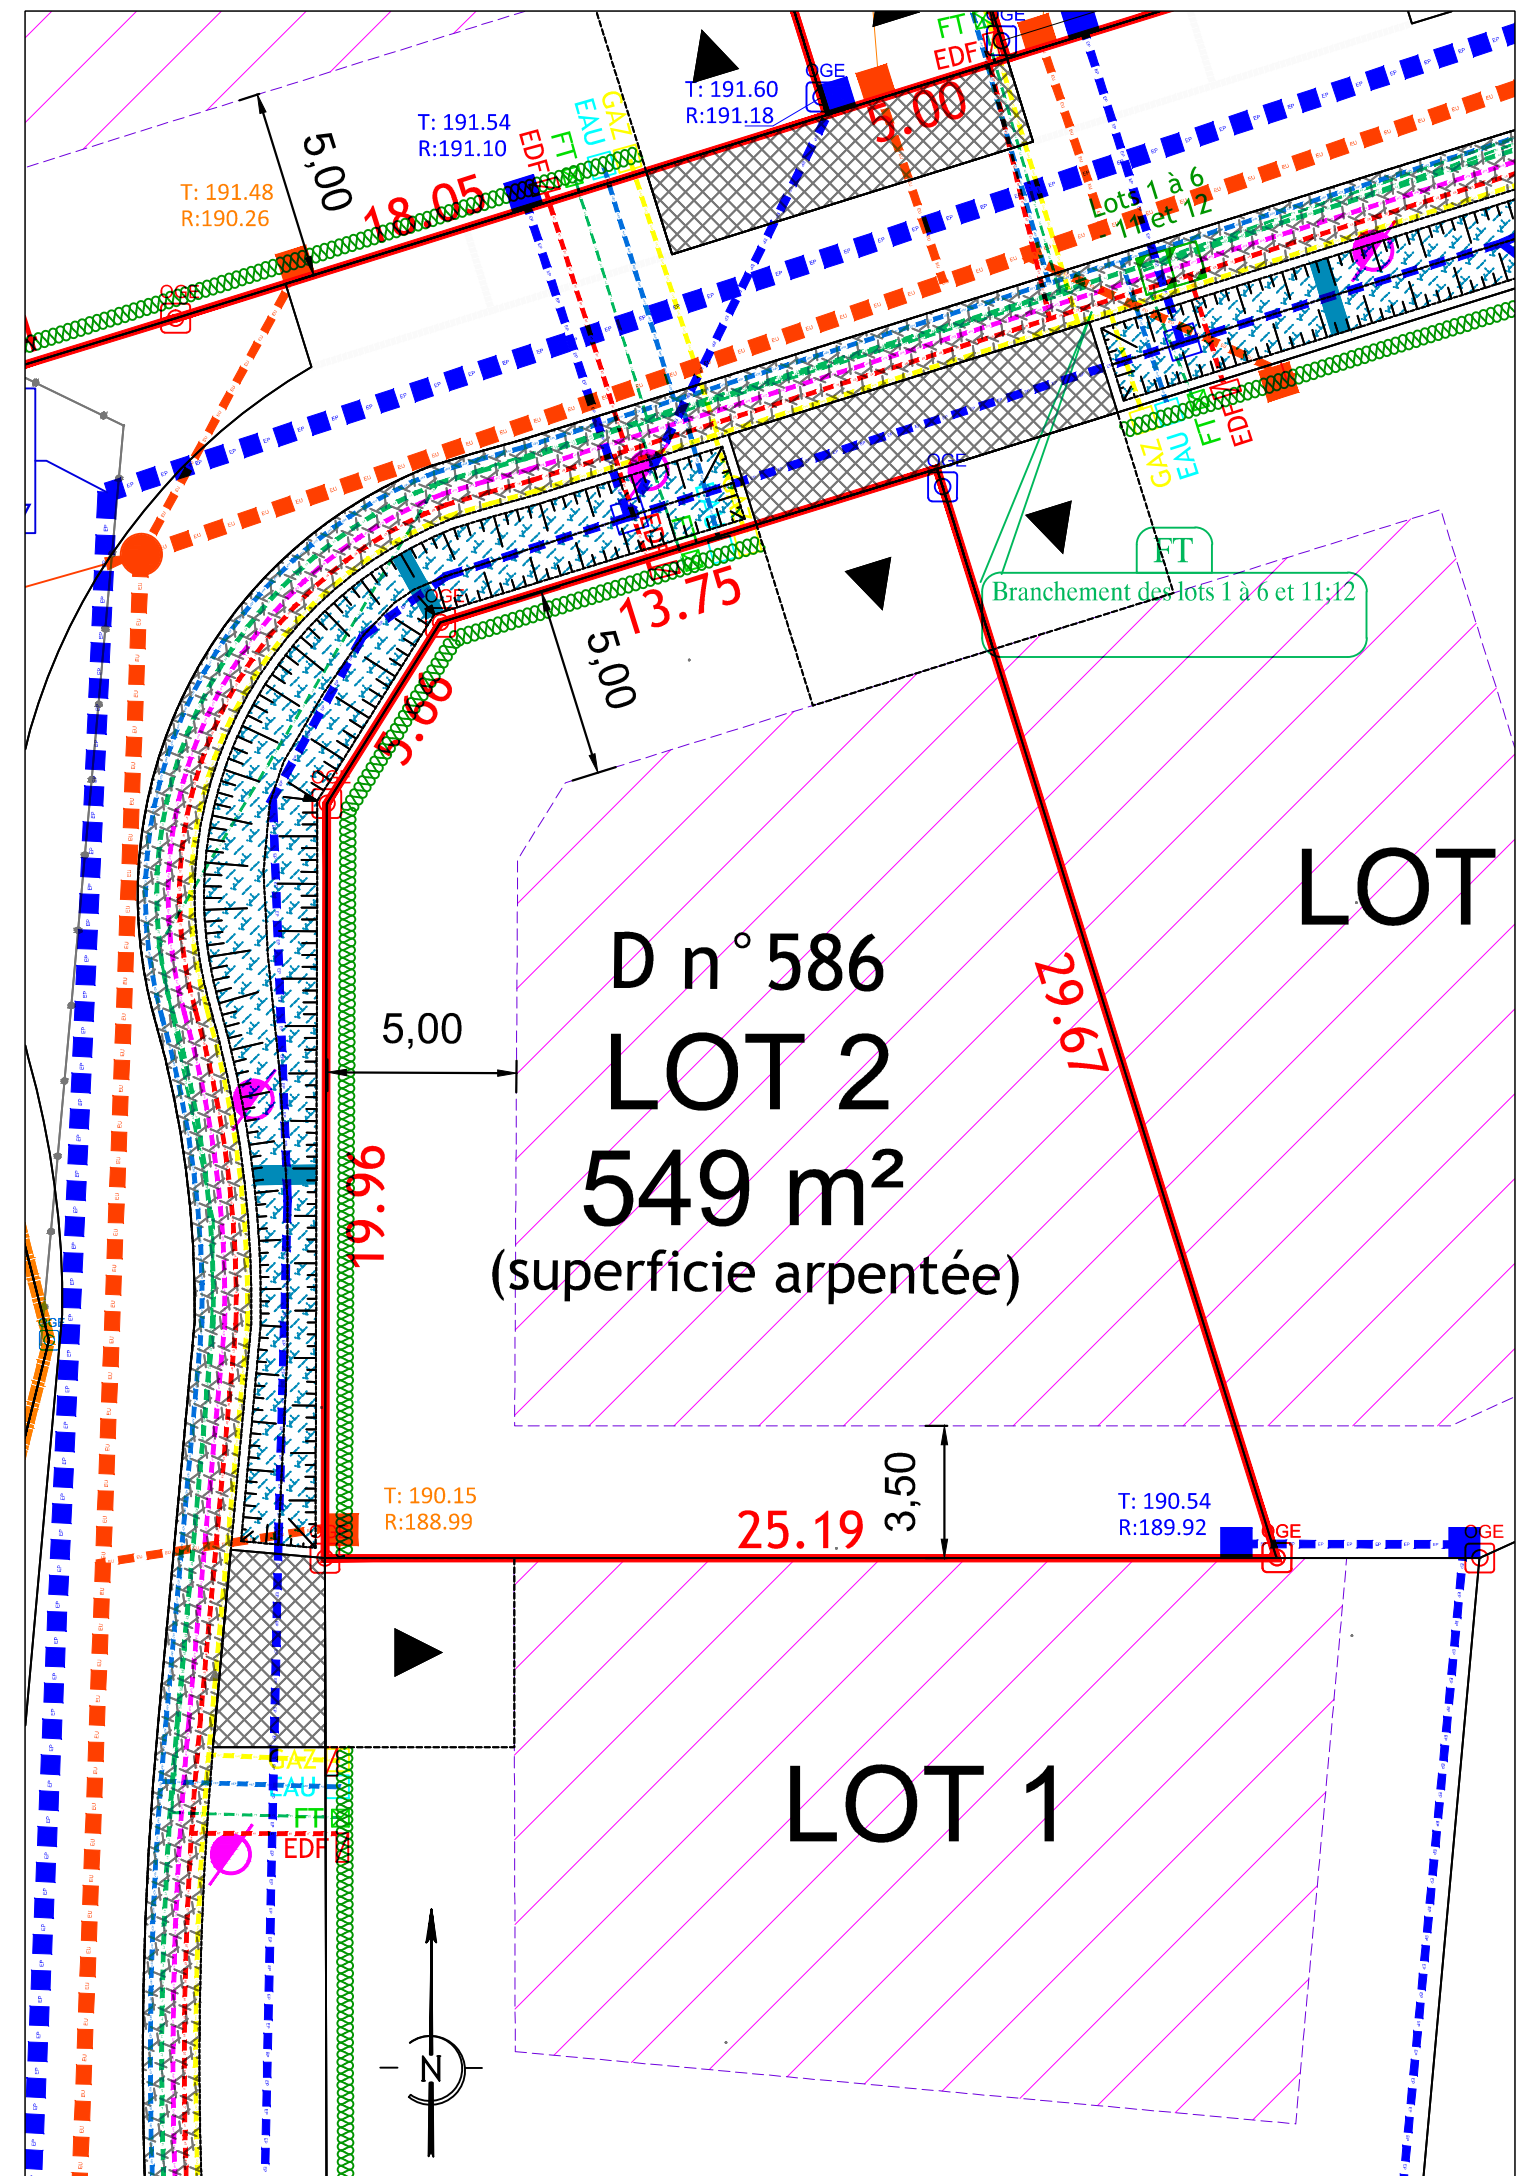 OGE
FT
EDF
OGE
T: 191.60
R:191.18
5.00
GAZ
EAU
FT
EDF
T: 191.54
R:191.10
5,00
18.05
T: 191.48
R:190.26
Lots 1 à 6
11 et 12
OGE
GAZ
EAU
FT
EDF
OGE
FT
Branchement des lots 1 à 6 et 11;12
13.75
OGE
5,00
5.66
OGE
LOT
D n° 586
LOT 2
549 m²
(superficie arpentée)
29.67
5,00
19.96
OGE
T: 190.15
R:188.99
25.19
3,50
T: 190.54
R:189.92
OGE
OGE
GAZ
EAU
FT
EDF
LOT 1
N